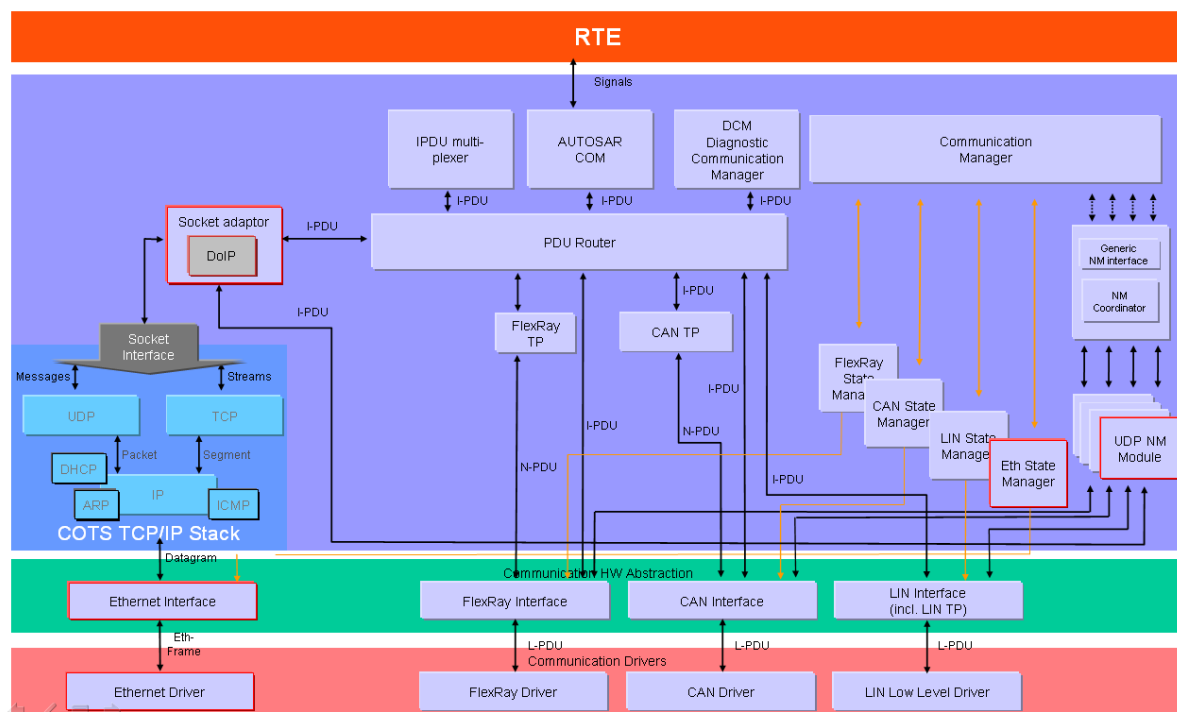 RTE
Signals
IPDU multi-
plexer
AUTOSAR
COM
DCM
Diagnostic
Communication
Manager
Communication
Manager
I-PDU
I-PDU
I-PDU
Socket adaptor
DoIP
I-PDU
PDU Router
Generic
NM interface
NM
Coordinator
I-PDU
I-PDU
FlexRay
TP
CAN TP
Socket
Interface
Messages
Streams
UDP
TCP
Packet
Segment
DHCP
IP
ARP
ICMP
COTS TCP/IP Stack
I-PDU
I-PDU
N-PDU
N-PDU
I-PDU
FlexRay
State
Manag
CAN State
Manager
LIN State
Manage
Eth State
Manager
UDP NM
Module
Datagram
Communication HW Abstraction
Ethernet Interface
FlexRay Interface
CAN Interface
LIN Interface
(incl. LIN TP)
Eth-
Frame
L-PDU
L-PDU
L-PDU
Communication Drivers
Ethernet Driver
FlexRay Driver
CAN Driver
LIN Low Level Driver